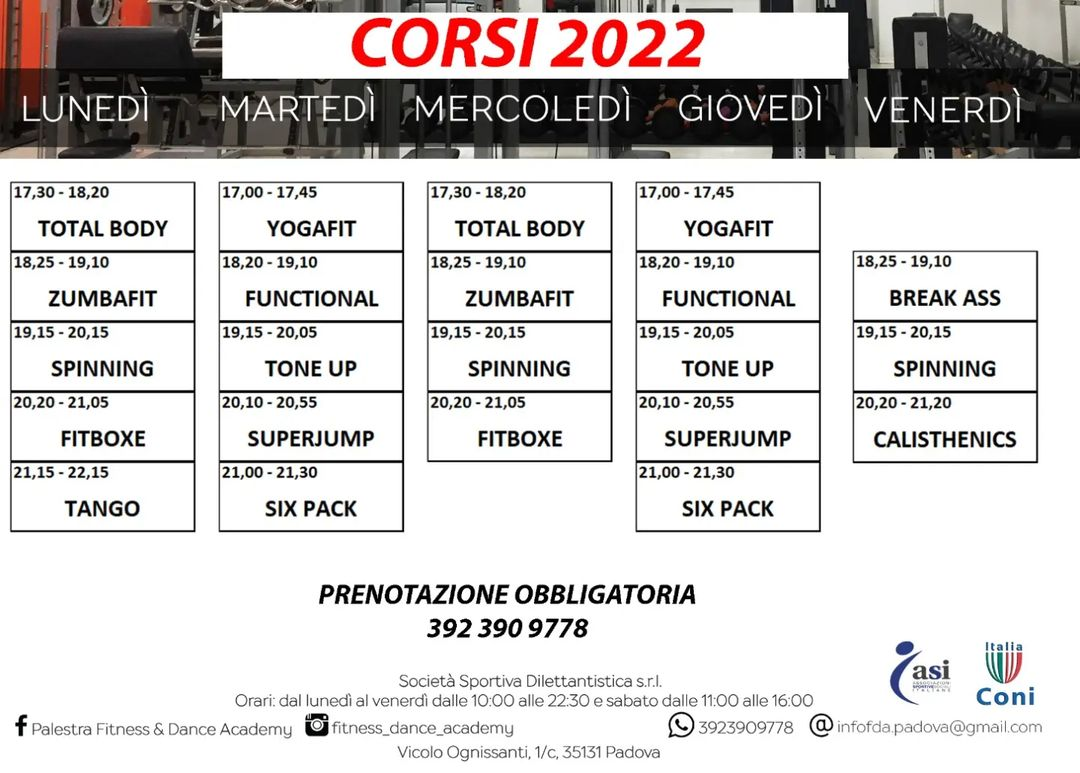 CORSI 2022
LUNEDÌ MARTEDÌ MERCOLEDÌ GIOVEDÌ VENERDÌ
17,30 - 18,20
TOTAL BODY
18,25 - 19,10
ZUMBAFIT
19,15 - 20,15
SPINNING
20,20 - 21,05
FITBOXE
21,15 - 22,15
TANGO
17,00 - 17,45
YOGAFIT
18,20 - 19,10
FUNCTIONAL
19,15 - 20,05
TONE UP
20,10 - 20,55
SUPERJUMP
21,00 - 21,30
SIX PACK
17,30 - 18,20
TOTAL BODY
18,25 - 19,10
ZUMBAFIT
19,15 - 20,15
SPINNING
20,20 - 21,05
FITBOXE
17,00 - 17,45
YOGAFIT
18,20 - 19,10
FUNCTIONAL
19,15 - 20,05
TONE UP
20,10 - 20,55
SUPERJUMP
21,00 - 21,30
SIX PACK
18,25 - 19,10
BREAK ASS
19,15 - 20,15
SPINNING
20,20 - 21,20
CALISTHENICS
PRENOTAZIONE OBBLIGATORIA
392 390 9778
asi
ASSOCIAZIONI
SPORTIVE SOCIALI
ITALIANE
Italia
Coni
Società Sportiva Dilettantistica s.r.l.
Orari: dal lunedì al venerdì dalle 10:00 alle 22:30 e sabato dalle 11:00 alle 16:00
Palestra Fitness & Dance Academy fitness_dance_academy 3923909778 @ infofda.padova@gmail.com
Vicolo Ognissanti, 1/c, 35131 Padova